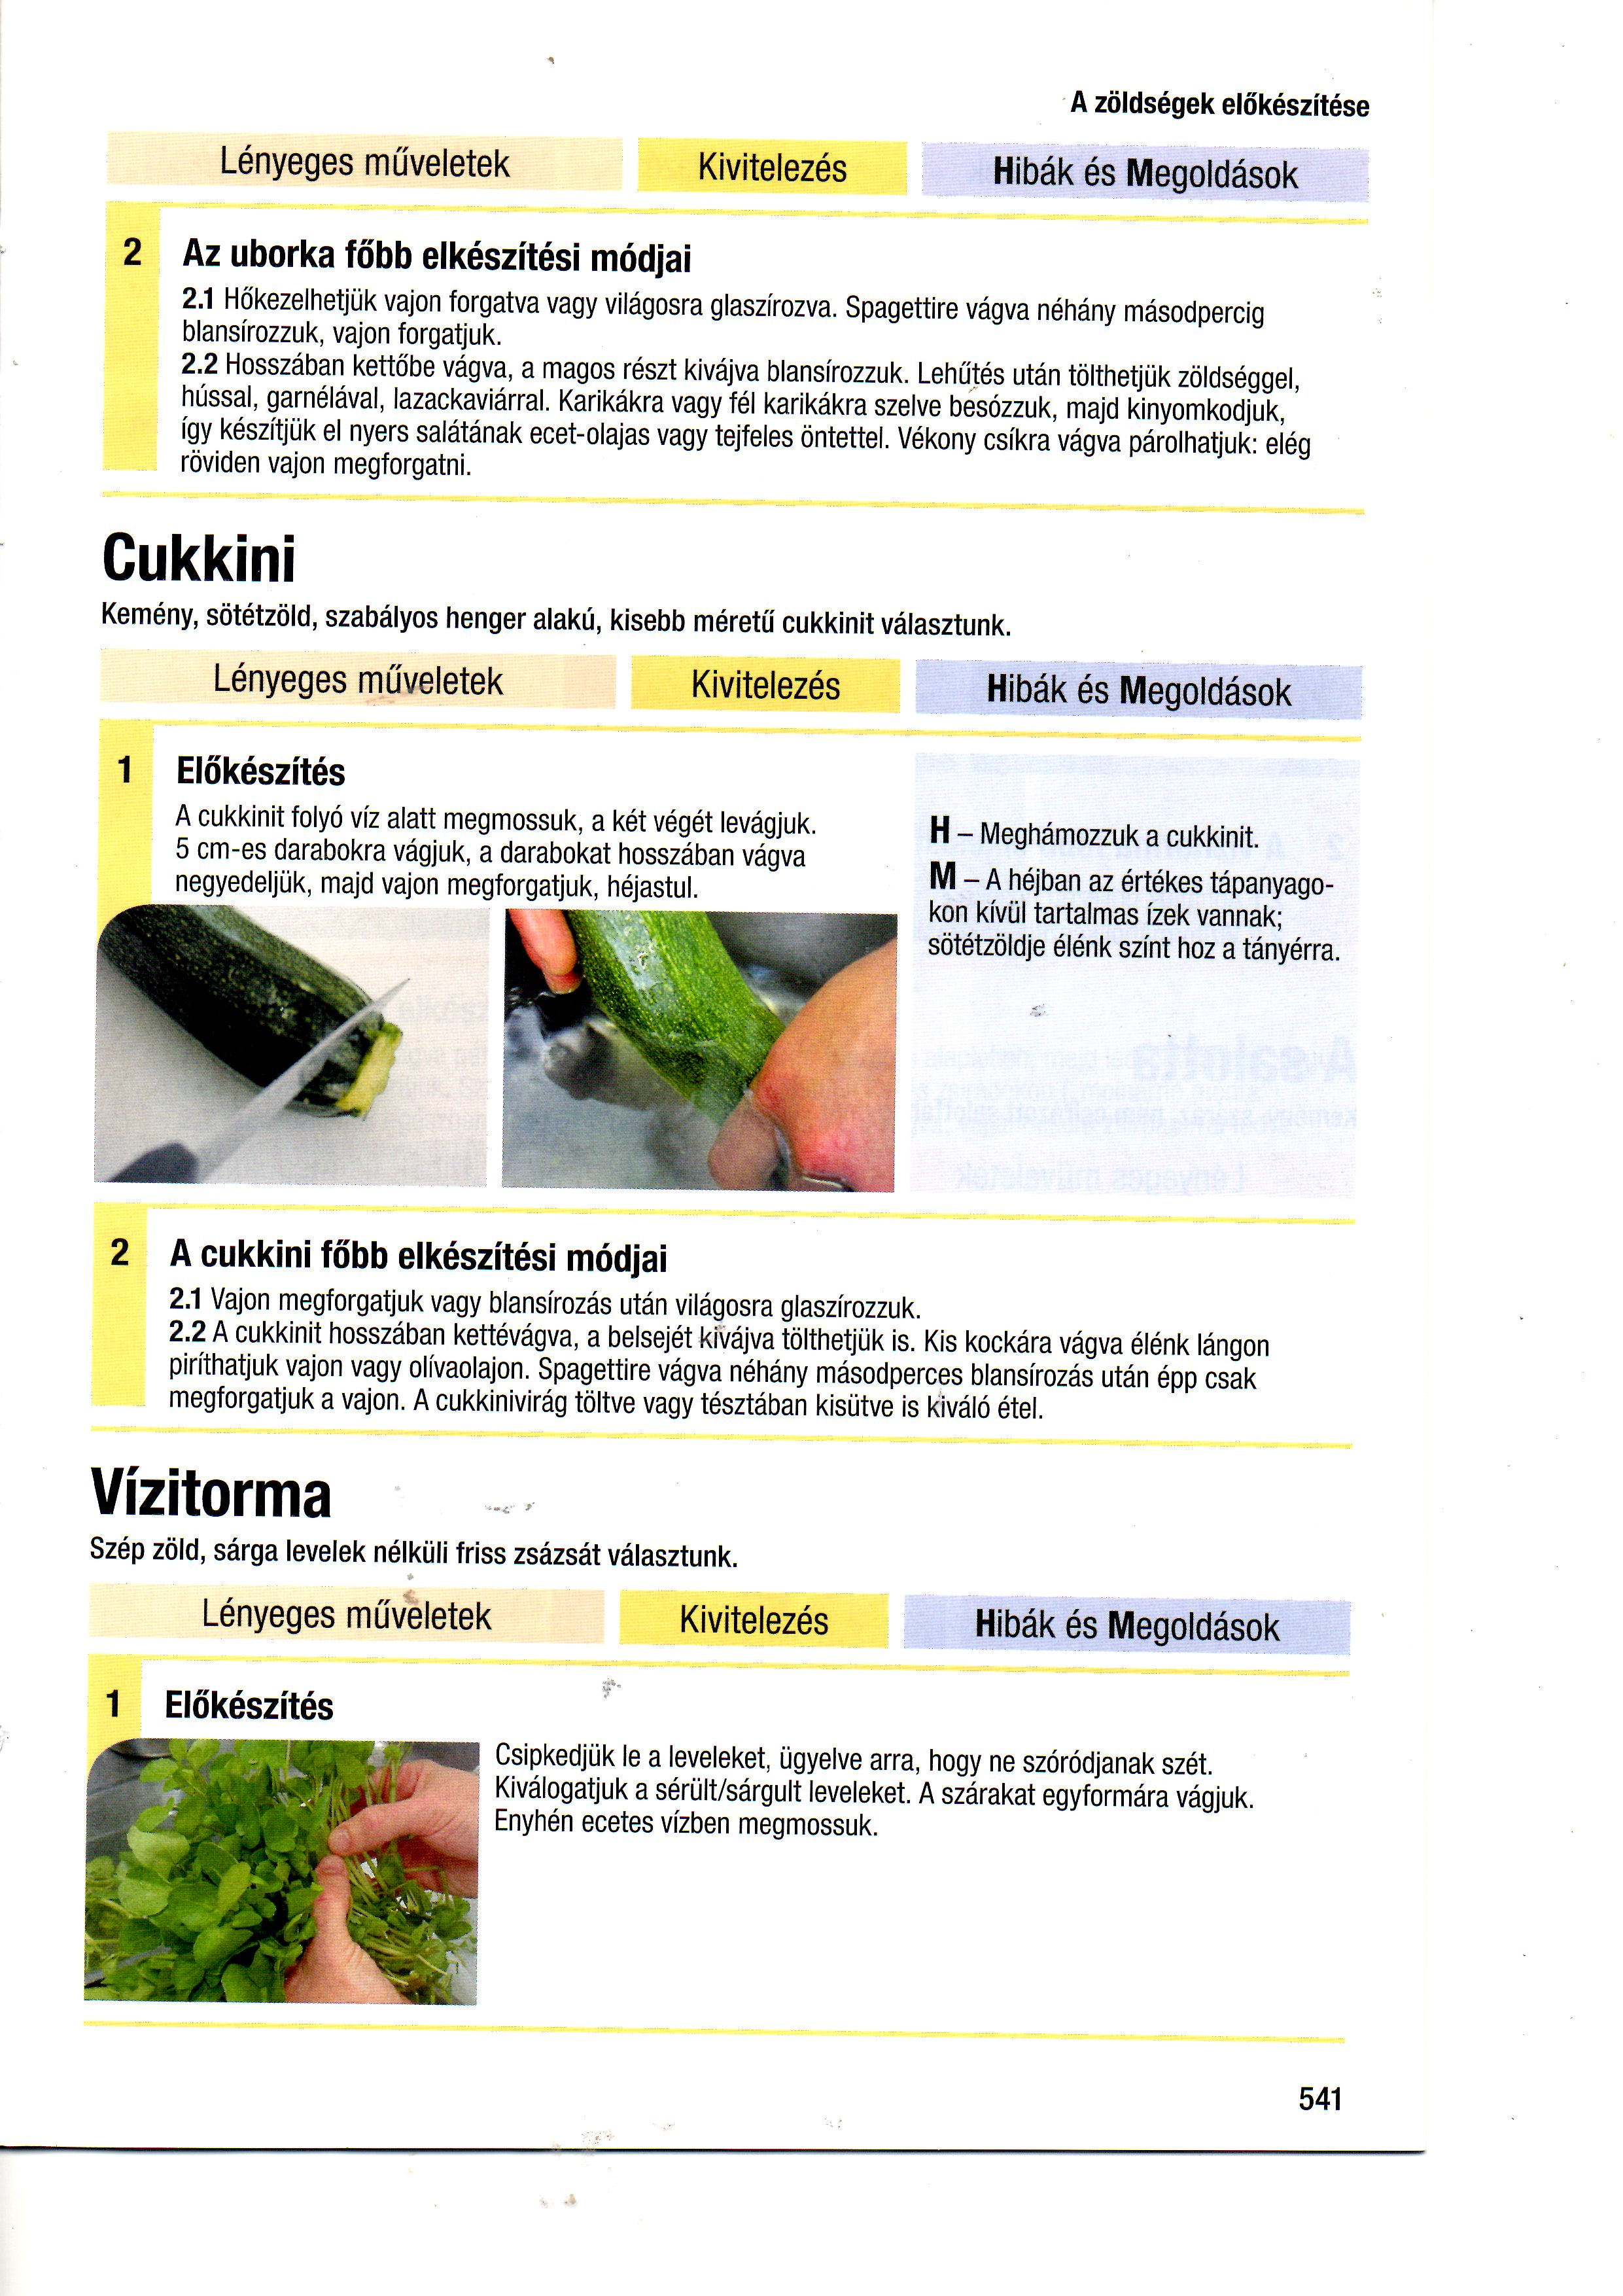 A zöldségek előkészítése
Lényeges műveletek
Kivitelezés
Hibák és Megoldások
2
Az uborka főbb elkészítési módjai
2.1 Hőkezelhetjük vajon forgatva vagy világosra glaszírozva. Spagettire vágva néhány másodpercig
blansírozzuk, vajon forgatjuk.
2.2 Hosszában kettőbe vágva, a magos részt kivájva blansírozzuk. Lehűtés után tölthetjük zöldséggel,
hússal, garnélával, lazackaviárral. Karikákra vagy fél karikákra szelve besózzuk, majd kinyomkodjuk,
így készítjük el nyers salátának ecet-olajas vagy tejfeles öntettel. Vékony csíkra vágva párolhatjuk: elég
röviden vajon megforgatni.
Cukkini
Kemény, sötétzöld, szabályos henger alakú, kisebb méretű cukkinit választunk.
Lényeges műveletek
Kivitelezés
Hibák és Megoldások
1
Előkészítés
A cukkinit folyó víz alatt megmossuk, a két végét levágjuk.
5 cm-es darabokra vágjuk, a darabokat hosszában vágva
negyedeljük, majd vajon megforgatjuk, héjastul.
H – Meghámozzuk a cukkinit.
M – A héjban az értékes tápanyago-
kon kívül tartalmas ízek vannak;
sötétzöldje élénk színt hoz a tányérra.
2
A cukkini főbb elkészítési módjai
2.1 Vajon megforgatjuk vagy blansírozás után világosra glaszírozzuk.
2.2 A cukkinit hosszában kettévágva, a belsejét kivájva tölthetjük is. Kis kockára vágva élénk lángon
piríthatjuk vajon vagy olívaolajon. Spagettire vágva néhány másodperces blansírozás után épp csak
megforgatjuk a vajon. A cukkinivirág töltve vagy tésztában kisütve is kiváló étel.
Vízitorma
Szép zöld, sárga levelek nélküli friss zsázsát választunk.
Lényeges műveletek
Kivitelezés
Hibák és Megoldások
1
Előkészítés
Csipkedjük le a leveleket, ügyelve arra, hogy ne szóródjanak szét.
Kiválogatjuk a sérült/sárgult leveleket. A szárakat egyformára vágjuk.
Enyhén ecetes vízben megmossuk.
541